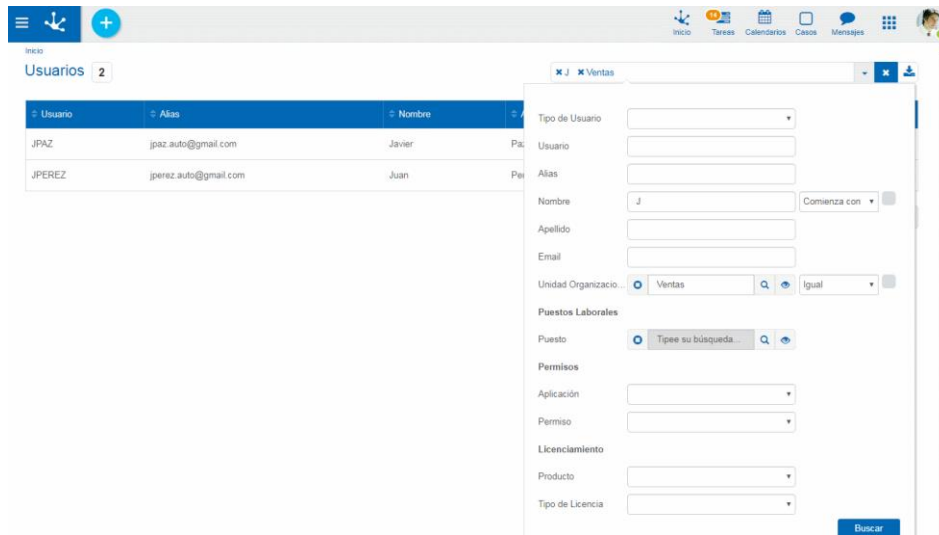 Inicio
14
Tareas
Calendarios
Casos
Mensajes
Inicio
Usuarios 2
J Ventas
Usuario Alias Nombre
JPAZ jpaz.auto@gmail.com Javier
JPEREZ jperez.auto@gmail.com Juan
Tipo de Usuario
Usuario
Alias
Nombre J Comienza con
Apellido
Email
Unidad Organizacio... Ventas Igual
Puestos Laborales
Puesto Tipee su búsqueda...
Permisos
Aplicación
Permiso
Licenciamiento
Producto
Tipo de Licencia
Buscar